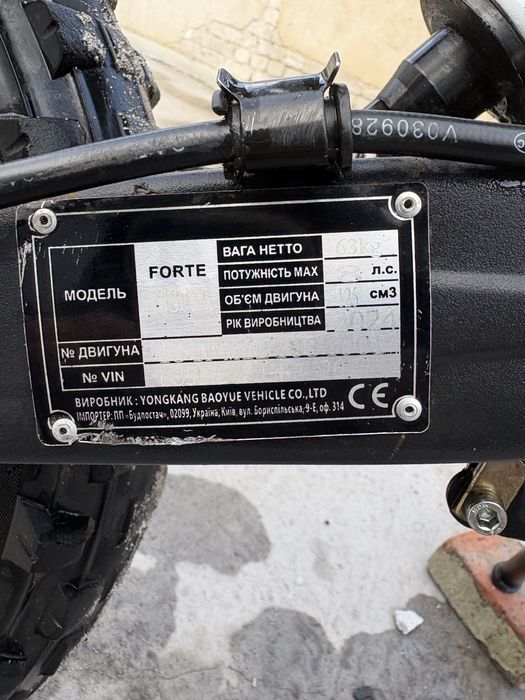 V030928
МОДЕЛЬ
FORTE
ВАГА НЕТТО 63kg
ПОТУЖНІСТЬ MAX л.с.
ОБ'ЄМ ДВИГУНА 125 см3
РІК ВИРОБНИЦТВА 2024
№ ДВИГУНА
№ VIN
ВИРОБНИК : YONGKANG BAOYUE VEHICLE CO.,LTD
ІМПОРТЕР: ПП «Будпостач», 02099, Україна, Київ, вул. Бориспільська, 9-Е, оф. 314
CE